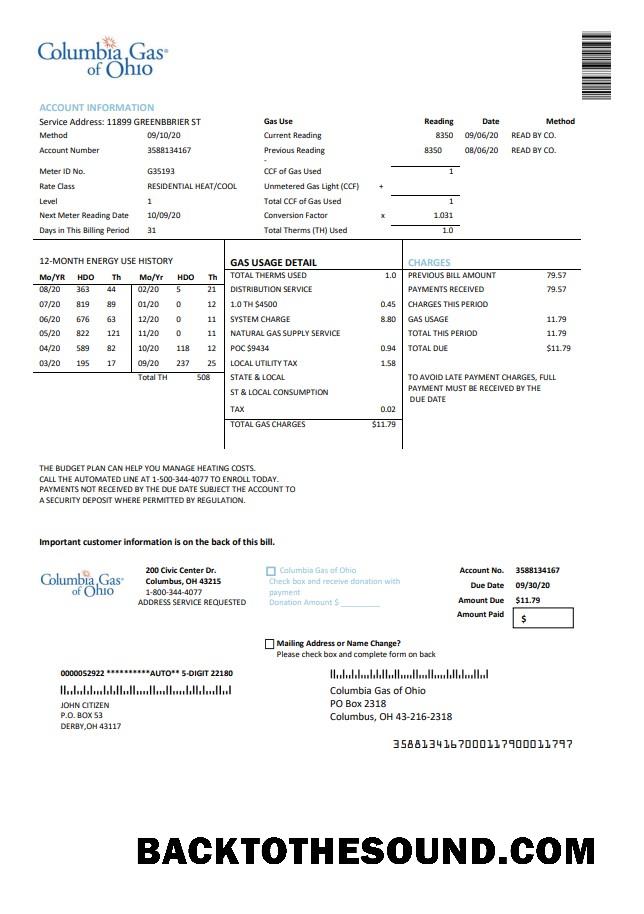 Columbia Gas®
of Ohio
ACCOUNT INFORMATION
Service Address: 11899 GREENBBRIER ST
Method 09/10/20
Account Number 3588134167
Meter ID No. G35193
Rate Class RESIDENTIAL HEAT/COOL
Level 1
Next Meter Reading Date 10/09/20
Days in This Billing Period 31
Gas Use Reading Date Method
Current Reading 8350 09/06/20 READ BY CO.
Previous Reading 8350 08/06/20 READ BY CO.
-
CCF of Gas Used 1
Unmetered Gas Light (CCF) +
Total CCF of Gas Used 1
Conversion Factor x 1.031
Total Therms (TH) Used 1.0
12-MONTH ENERGY USE HISTORY
Mo/YR HDO Th Mo/Yr HDO Th
08/20 363 44 02/20 5 21
07/20 819 89 01/20 0 14
06/20 676 63 12/20 0 11
05/20 822 121 11/20 0 11
04/20 589 82 10/20 118 12
03/20 195 17 09/20 237 25
Total TH 508
GAS USAGE DETAIL
TOTAL THERMS USED 1.0
DISTRIBUTION SERVICE
1.0 TH $4500 0.45
SYSTEM CHARGE 8.80
NATURAL GAS SUPPLY SERVICE
POC $9434 0.94
LOCAL UTILITY TAX 1.58
STATE & LOCAL
ST & LOCAL CONSUMPTION
TAX 0.02
TOTAL GAS CHARGES $11.79
CHARGES
PREVIOUS BILL AMOUNT 79.57
PAYMENTS RECEIVED 79.57
CHARGES THIS PERIOD
GAS USAGE 11.79
TOTAL THIS PERIOD 11.79
TOTAL DUE $11.79
TO AVOID LATE PAYMENT CHARGES, FULL
PAYMENT MUST BE RECEIVED BY THE
DUE DATE
THE BUDGET PLAN CAN HELP YOU MANAGE HEATING COSTS.
CALL THE AUTOMATED LINE AT 1-500-344-4077 TO ENROLL TODAY.
PAYMENTS NOT RECEIVED BY THE DUE DATE SUBJECT THE ACCOUNT TO
A SECURITY DEPOSIT WHERE PERMITTED BY REGULATION.
Important customer information is on the back of this bill.
Columbia Gas®
of Ohio
200 Civic Center Dr.
Columbus, OH 43215
1-800-344-4077
ADDRESS SERVICE REQUESTED
Columbia Gas of Ohio
Check box and receive donation with
payment
Donation Amount $ _________
Account No. 3588134167
Due Date 09/30/20
Amount Due $11.79
Amount Paid $
Mailing Address or Name Change?
Please check box and complete form on back
0000052922 **********AUTO** 5-DIGIT 22180
JOHN CITIZEN
P.O. BOX 53
DERBY,OH 43117
Columbia Gas of Ohio
PO Box 2318
Columbus, OH 43-216-2318
3588134167000117900011797
BACKTOTHESOUND.COM